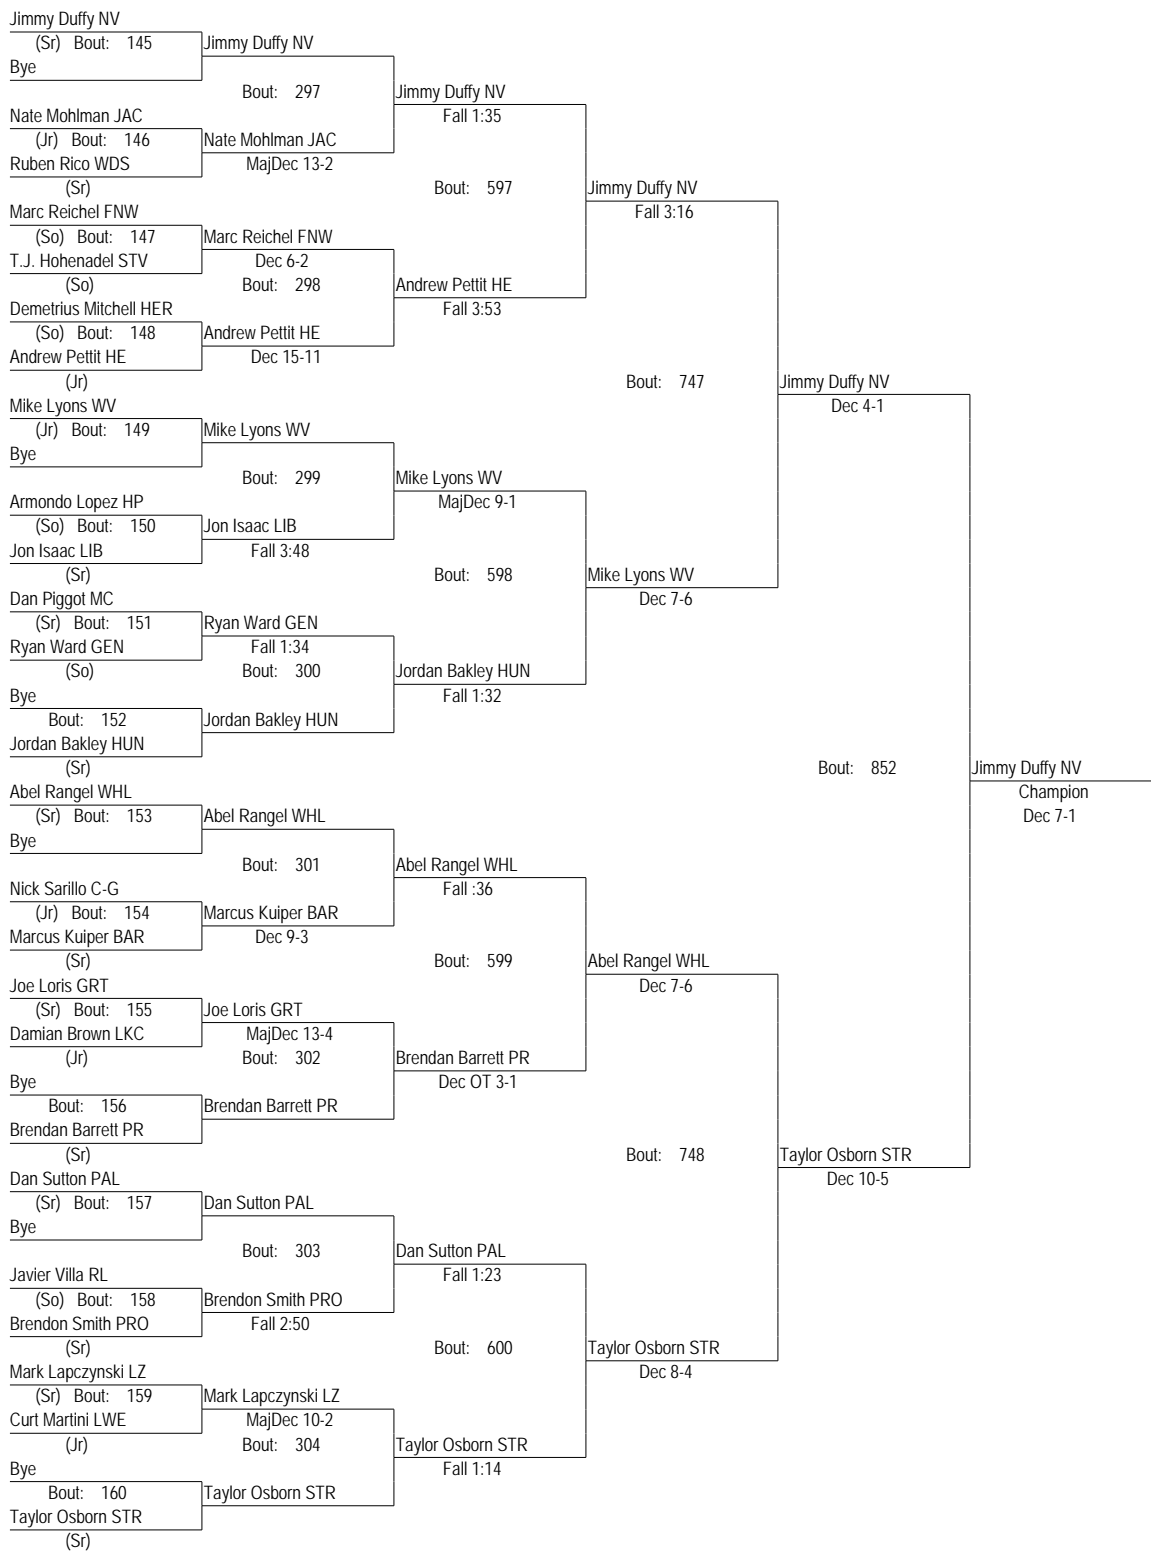 Jimmy Duffy NV
(Sr) Bout: 145
Jimmy Duffy NV
Bye
Bout: 297
Jimmy Duffy NV
Nate Mohlman JAC
Fall 1:35
(Jr) Bout: 146
Nate Mohlman JAC
Ruben Rico WDS
MajDec 13-2
(Sr)
Bout: 597
Jimmy Duffy NV
Marc Reichel FNW
Fall 3:16
(So) Bout: 147
Marc Reichel FNW
T.J. Hohenadel STV
Dec 6-2
(So)
Bout: 298
Andrew Pettit HE
Demetrius Mitchell HER
Fall 3:53
(So) Bout: 148
Andrew Pettit HE
Andrew Pettit HE
Dec 15-11
(Jr)
Bout: 747
Jimmy Duffy NV
Mike Lyons WV
Dec 4-1
(Jr) Bout: 149
Mike Lyons WV
Bye
Bout: 299
Mike Lyons WV
Armondo Lopez HP
MajDec 9-1
(So) Bout: 150
Jon Isaac LIB
Jon Isaac LIB
Fall 3:48
(Sr)
Bout: 598
Mike Lyons WV
Dan Piggot MC
Dec 7-6
(Sr) Bout: 151
Ryan Ward GEN
Ryan Ward GEN
Fall 1:34
(So)
Bout: 300
Jordan Bakley HUN
Bye
Fall 1:32
Bout: 152
Jordan Bakley HUN
Jordan Bakley HUN
(Sr)
Bout: 852
Jimmy Duffy NV
Abel Rangel WHL
Champion
(Sr) Bout: 153
Abel Rangel WHL
Dec 7-1
Bye
Bout: 301
Abel Rangel WHL
Nick Sarillo C-G
Fall :36
(Jr) Bout: 154
Marcus Kuiper BAR
Marcus Kuiper BAR
Dec 9-3
(Sr)
Bout: 599
Abel Rangel WHL
Joe Loris GRT
Dec 7-6
(Sr) Bout: 155
Joe Loris GRT
Damian Brown LKC
MajDec 13-4
(Jr)
Bout: 302
Brendan Barrett PR
Bye
Dec OT 3-1
Bout: 156
Brendan Barrett PR
Brendan Barrett PR
(Sr)
Bout: 748
Taylor Osborn STR
Dan Sutton PAL
Dec 10-5
(Sr) Bout: 157
Dan Sutton PAL
Bye
Bout: 303
Dan Sutton PAL
Javier Villa RL
Fall 1:23
(So) Bout: 158
Brendon Smith PRO
Brendon Smith PRO
Fall 2:50
(Sr)
Bout: 600
Taylor Osborn STR
Mark Lapczynski LZ
Dec 8-4
(Sr) Bout: 159
Mark Lapczynski LZ
Curt Martini LWE
MajDec 10-2
(Jr)
Bout: 304
Taylor Osborn STR
Bye
Fall 1:14
Bout: 160
Taylor Osborn STR
Taylor Osborn STR
(Sr)